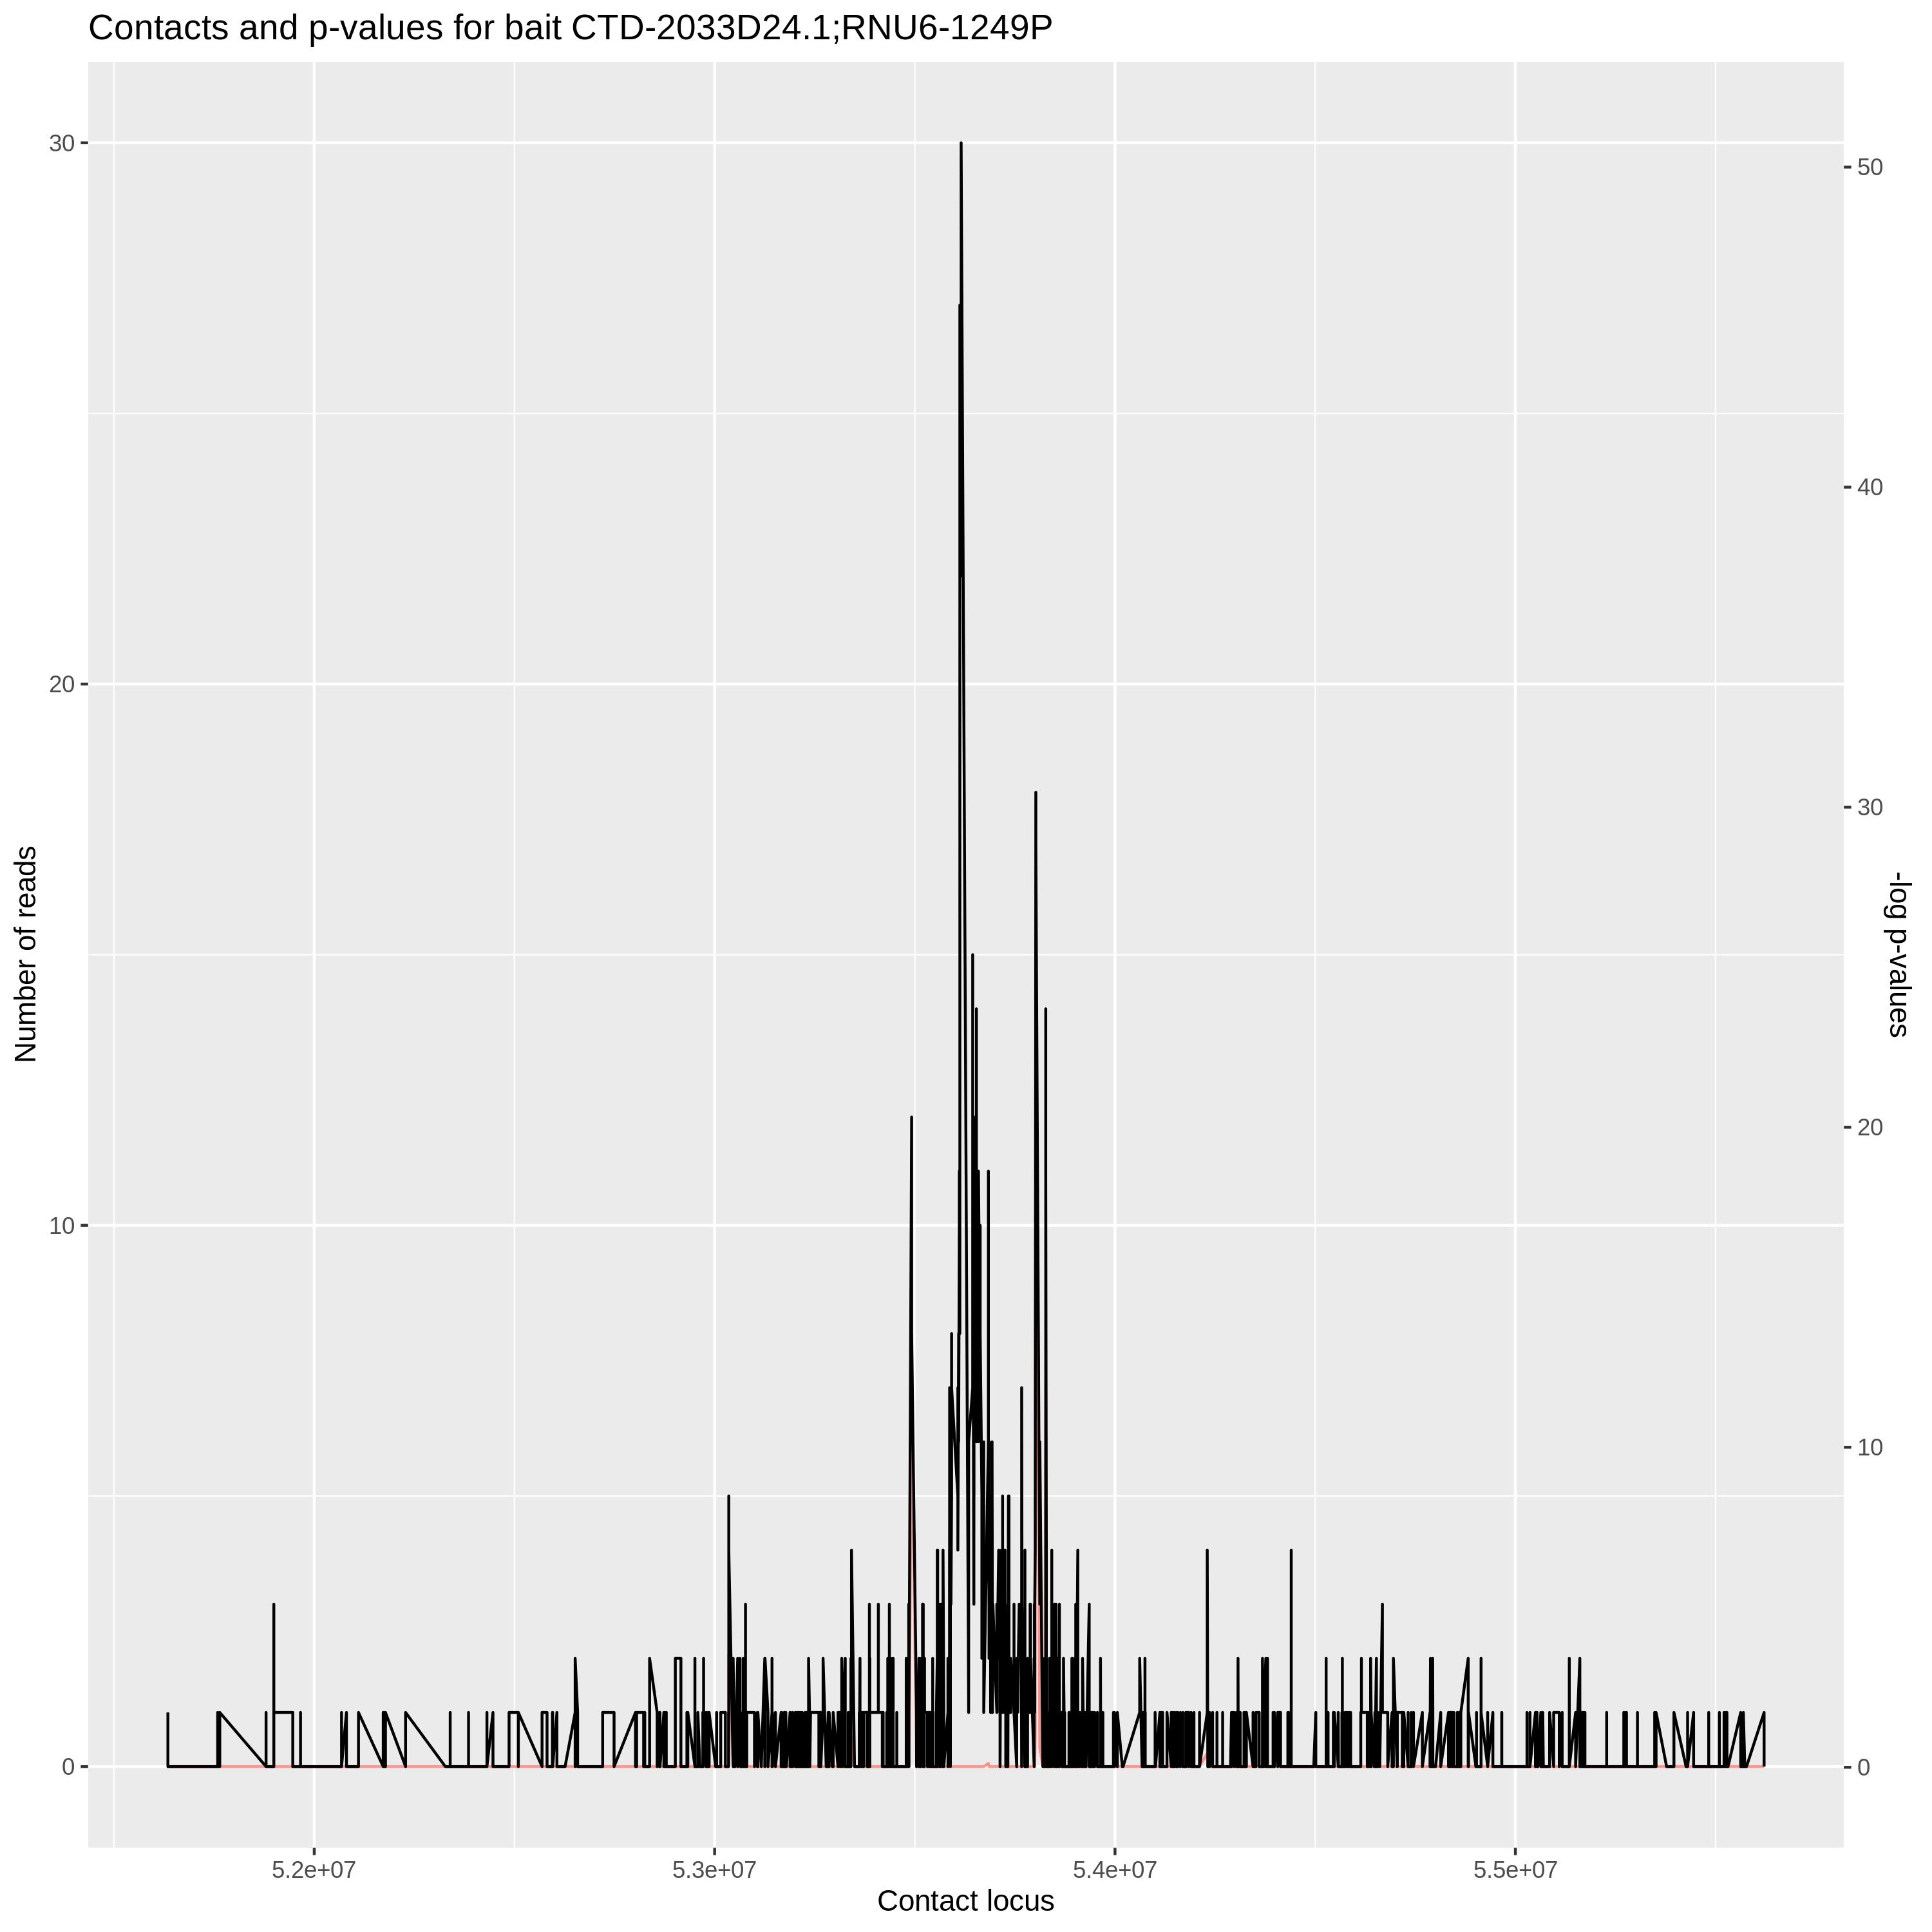 Contacts and p-values for bait CTD-2033D24.1;RNU6-1249P
30
20
10
0
Number of reads
50
40
30
20
10
0
-log p-values
5.2e+07 5.3e+07 5.4e+07 5.5e+07
Contact locus